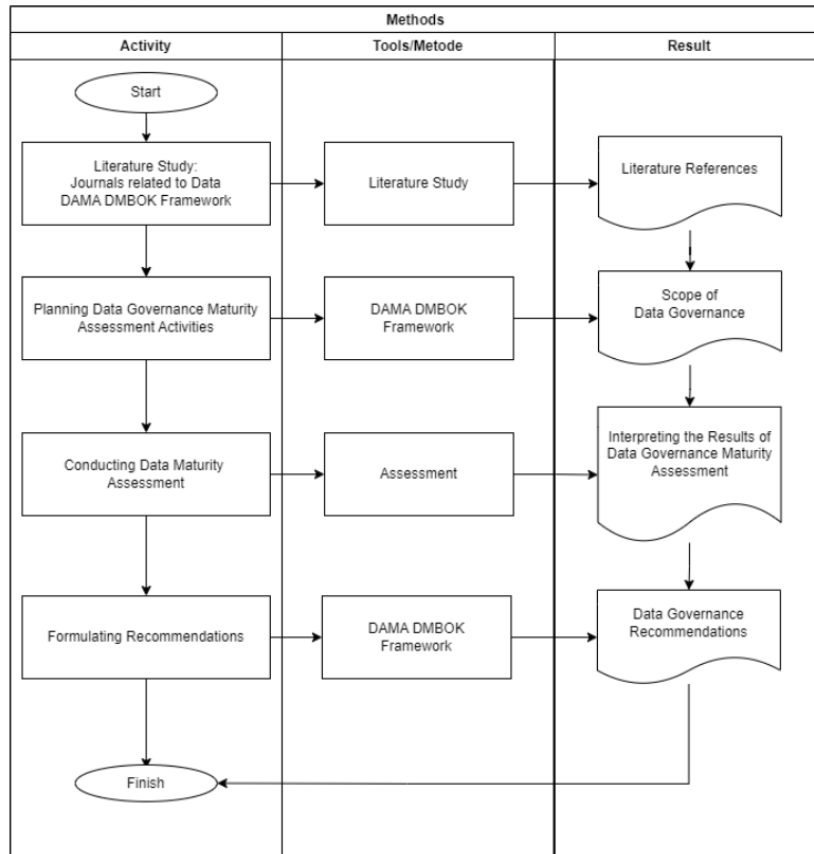 Methods
Activity
Tools/Metode
Result
Start
Literature Study:
Journals related to Data
DAMA DMBOK Framework
Literature Study
Literature References
Planning Data Governance Maturity
Assessment Activities
DAMA DMBOK
Framework
Scope of
Data Governance
Conducting Data Maturity
Assessment
Assessment
Interpreting the Results of
Data Governance Maturity
Assessment
Formulating Recommendations
DAMA DMBOK
Framework
Data Governance
Recommendations
Finish